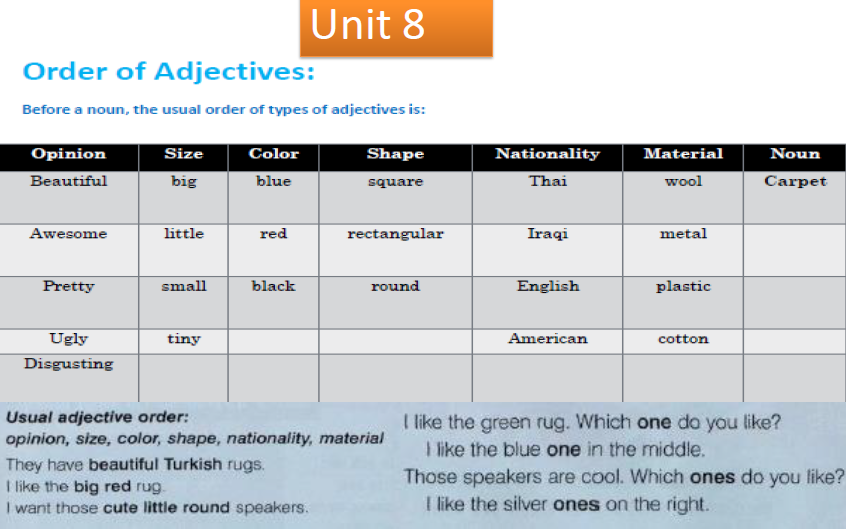 Unit 8
Order of Adjectives:
Before a noun, the usual order of types of adjectives is:
Opinion Size Color Shape Nationality Material Noun
Beautiful big blue square Thai wool Carpet
Awesome little red rectangular Iraqi metal
Pretty small black round English plastic
Ugly tiny American cotton
Disgusting
Usual adjective order:
opinion, size, color, shape, nationality, material
They have beautiful Turkish rugs.
I like the big red rug.
I want those cute little round speakers.
I like the green rug. Which one do you like?
I like the blue one in the middle.
Those speakers are cool. Which ones do you like?
I like the silver ones on the right.